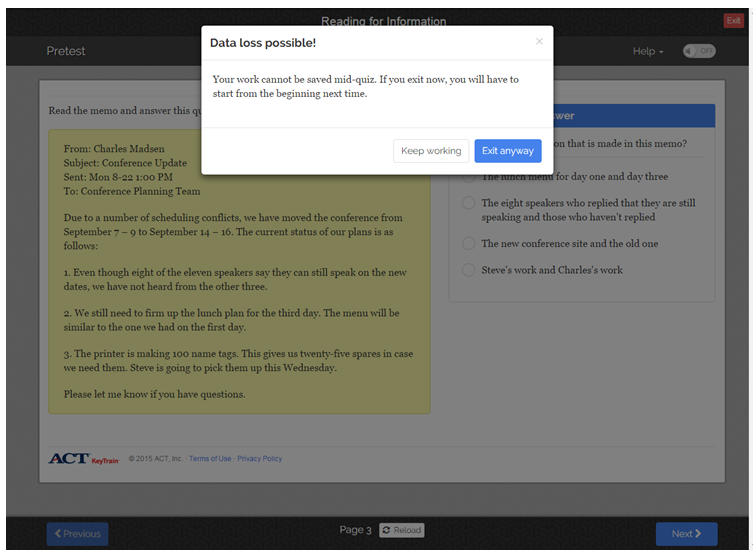 Reading for Information
Exit
Pretest
Help
OFF
Data loss possible!
×
Your work cannot be saved mid-quiz. If you exit now, you will have to
start from the beginning next time.
Keep working
Exit anyway
Read the memo and answer this qu
From: Charles Madsen
Subject: Conference Update
Sent: Mon 8-22 1:00 PM
To: Conference Planning Team
Due to a number of scheduling conflicts, we have moved the conference from
September 7 – 9 to September 14 – 16. The current status of our plans is as
follows:
1. Even though eight of the eleven speakers say they can still speak on the new
dates, we have not heard from the other three.
2. We still need to firm up the lunch plan for the third day. The menu will be
similar to the one we had on the first day.
3. The printer is making 100 name tags. This gives us twenty-five spares in case
we need them. Steve is going to pick them up this Wednesday.
Please let me know if you have questions.
wer
on that is made in this memo?
The lunch menu for day one and day three
The eight speakers who replied that they are still
speaking and those who haven't replied
The new conference site and the old one
Steve's work and Charles's work
ACT KeyTrain © 2015 ACT, Inc. · Terms of Use · Privacy Policy
Previous
Page 3
Reload
Next